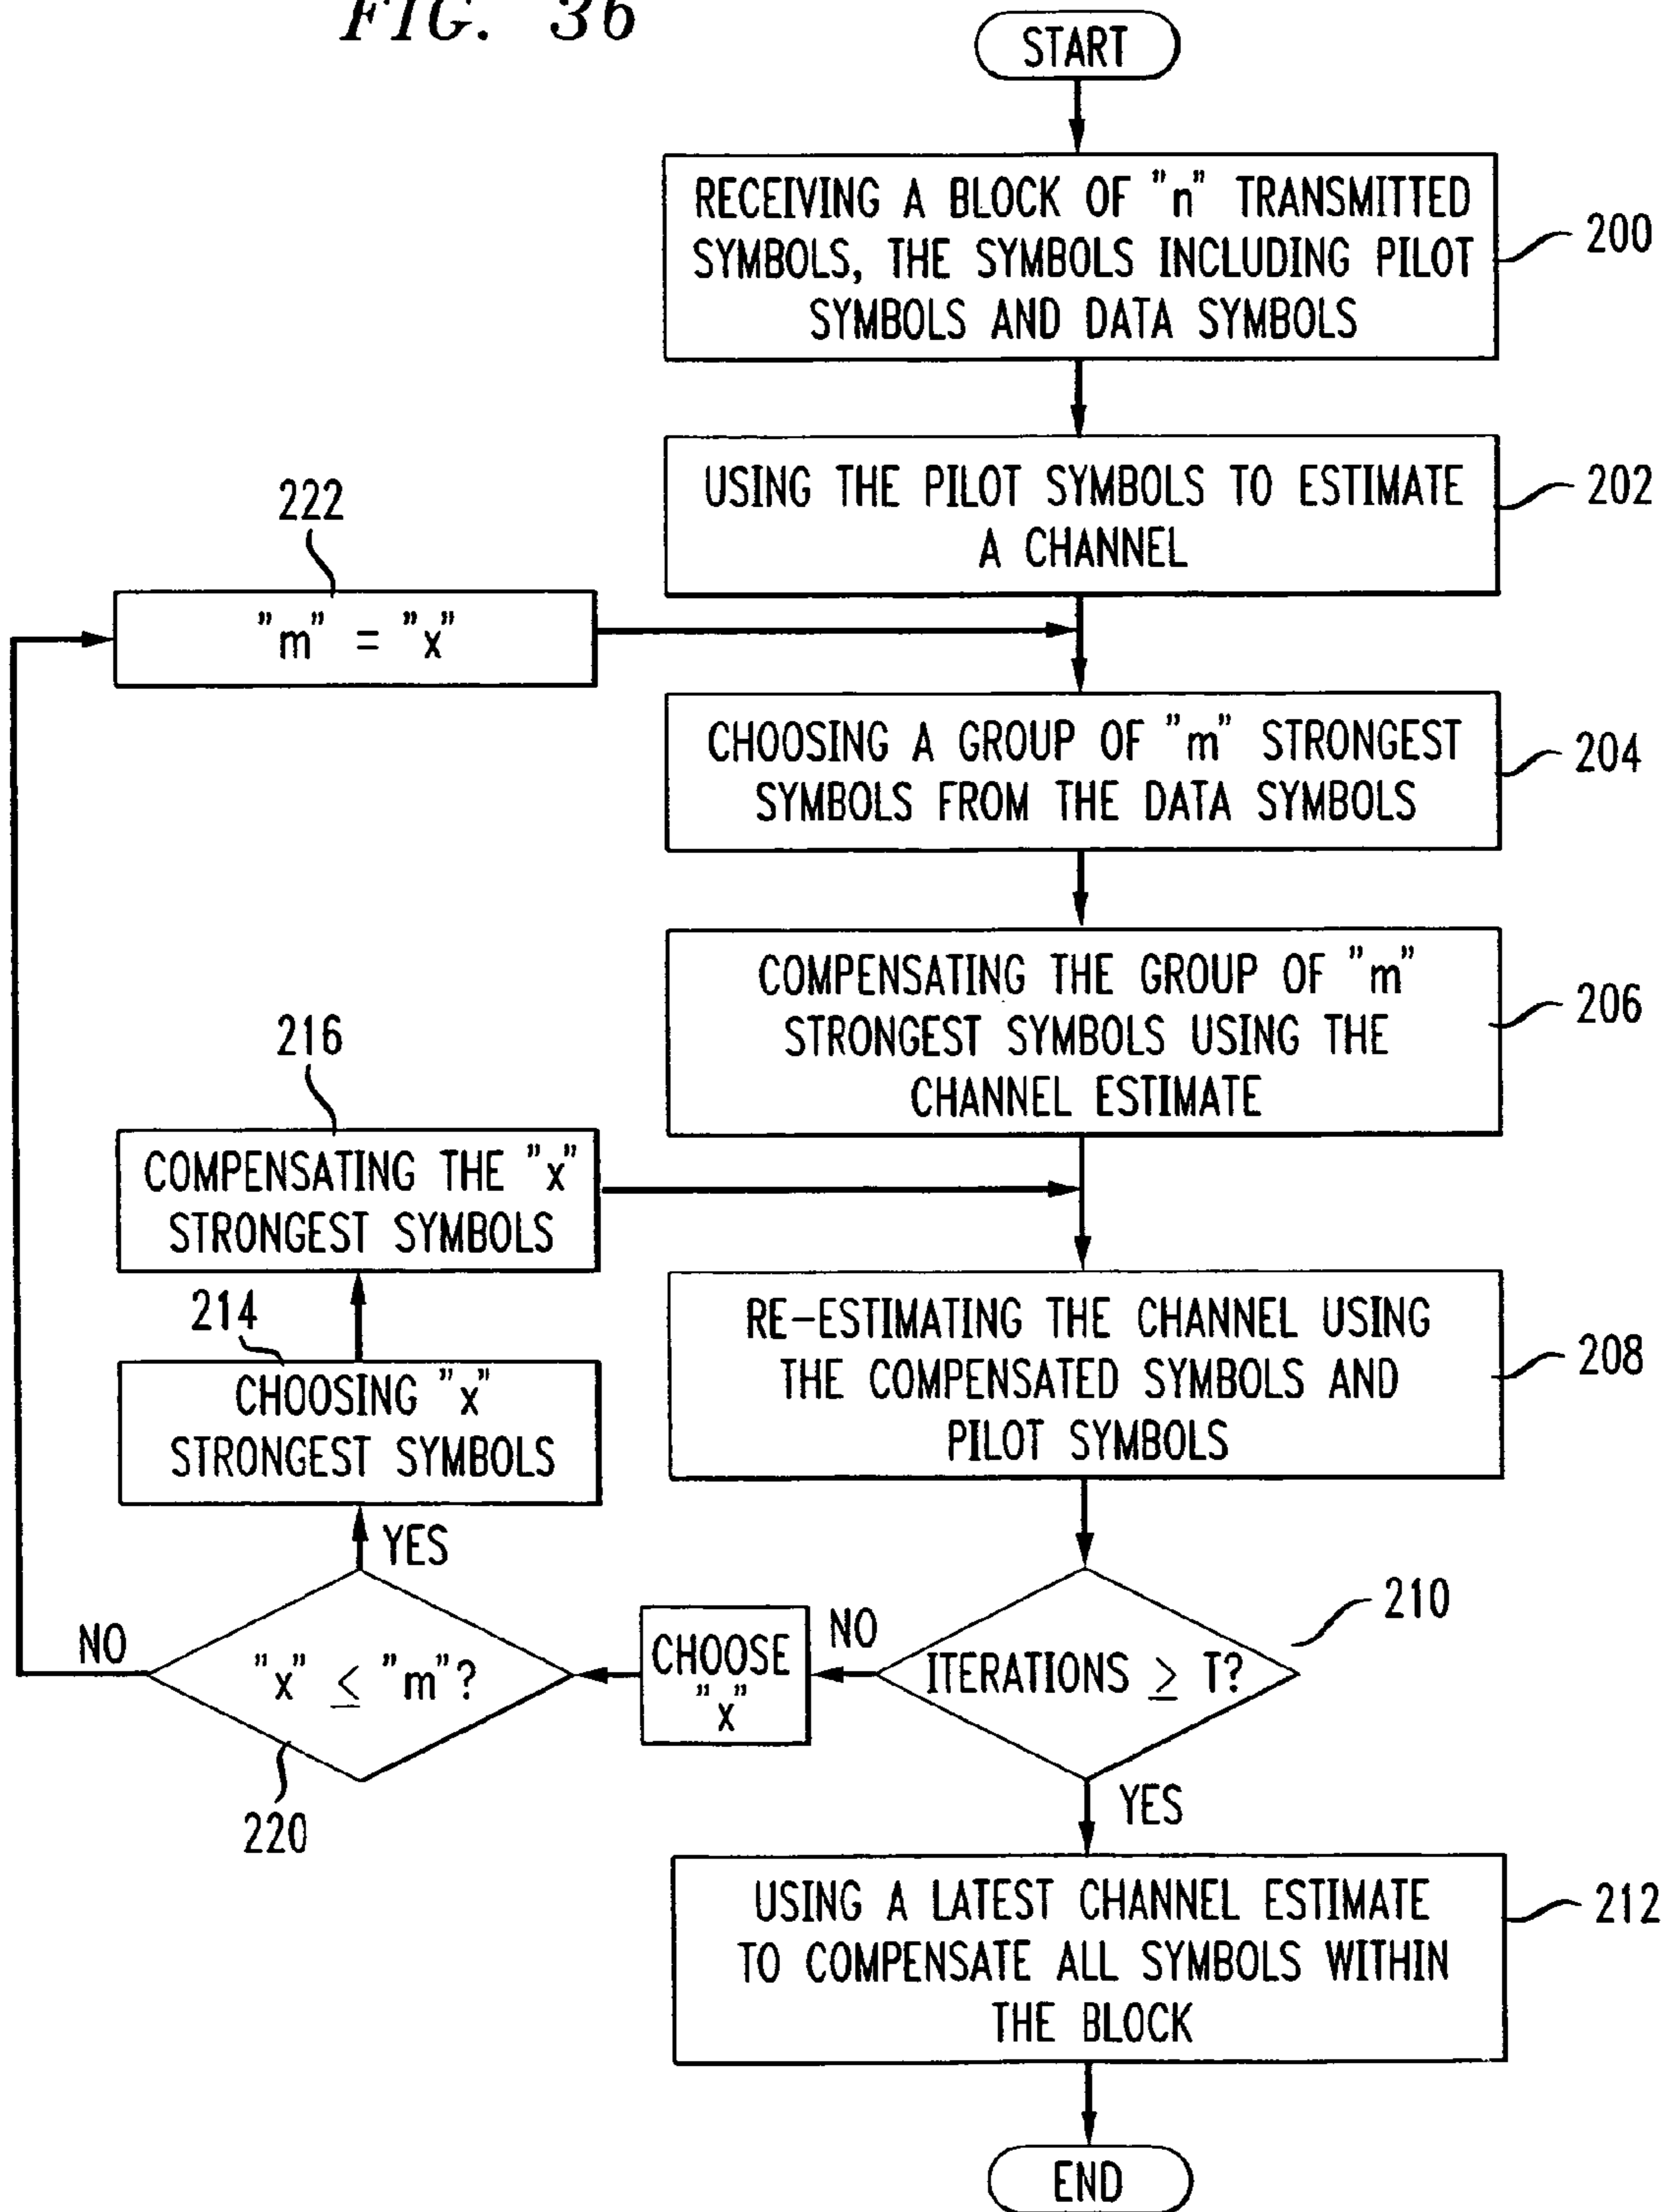 FIG. 36
START
RECEIVING A BLOCK OF "n" TRANSMITTED
SYMBOLS, THE SYMBOLS INCLUDING PILOT
SYMBOLS AND DATA SYMBOLS
200
USING THE PILOT SYMBOLS TO ESTIMATE
A CHANNEL
202
222
"m" = "x"
CHOOSING A GROUP OF "m" STRONGEST
SYMBOLS FROM THE DATA SYMBOLS
204
COMPENSATING THE GROUP OF "m"
STRONGEST SYMBOLS USING THE
CHANNEL ESTIMATE
206
216
COMPENSATING THE "x"
STRONGEST SYMBOLS
214
CHOOSING "x"
STRONGEST SYMBOLS
RE-ESTIMATING THE CHANNEL USING
THE COMPENSATED SYMBOLS AND
PILOT SYMBOLS
208
YES
NO
"x" ≤ "m"?
220
CHOOSE
"x"
NO
ITERATIONS ≥ T?
210
YES
USING A LATEST CHANNEL ESTIMATE
TO COMPENSATE ALL SYMBOLS WITHIN
THE BLOCK
212
END